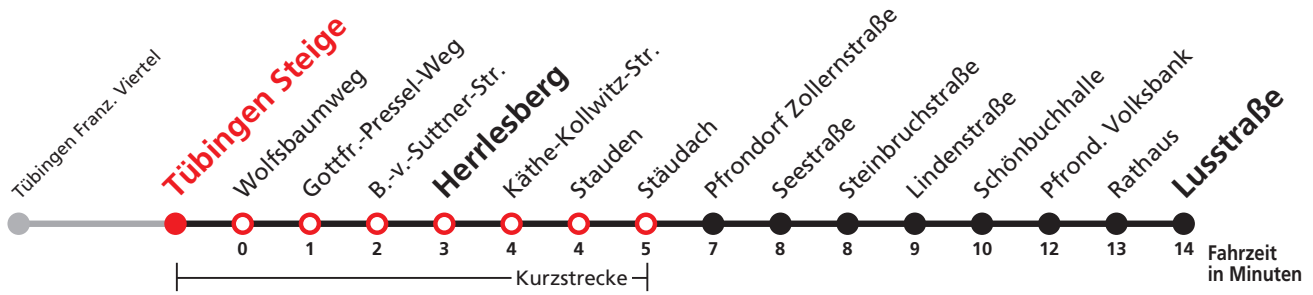 Tübingen Franz. Viertel
Tübingen Steige
Wolfsbaumweg
Gottfr.-Pressel-Weg
B.-v.-Suttner-Str.
Herrlesberg
Käthe-Kollwitz-Str.
Stauden
Stäudach
Pfrondorf Zollernstraße
Seestraße
Steinbruchstraße
Lindenstraße
Schönbuchhalle
Pfrond. Volksbank
Rathaus
Lusstraße
0 1 2 3 4 4 5 7 8 8 9 10 12 13 14
Fahrzeit
in Minuten
Kurzstrecke